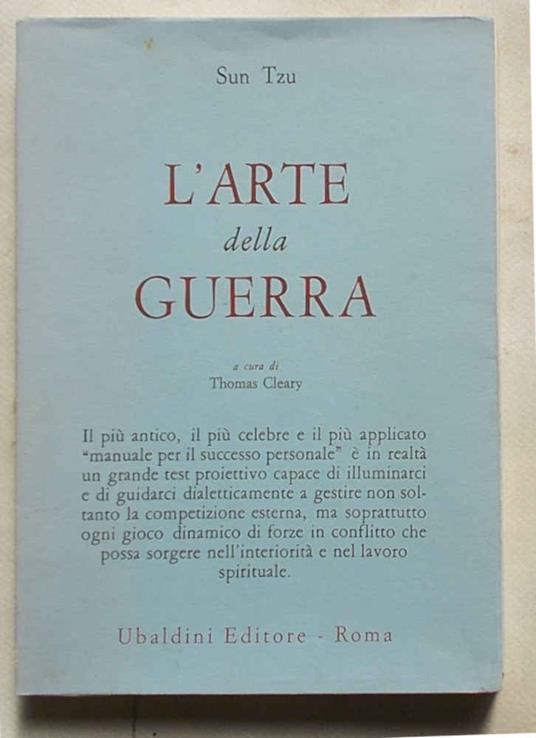 Sun Tzu
L'ARTE
della
GUERRA
a cura di
Thomas Cleary
Il più antico, il più celebre e il più applicato
"manuale per il successo personale" è in realtà
un grande test proiettivo capace di illuminarci
e di guidarci dialetticamente a gestire non sol-
tanto la competizione esterna, ma soprattutto
ogni gioco dinamico di forze in conflitto che
possa sorgere nell'interiorità e nel lavoro
spirituale.
Ubaldini Editore - Roma